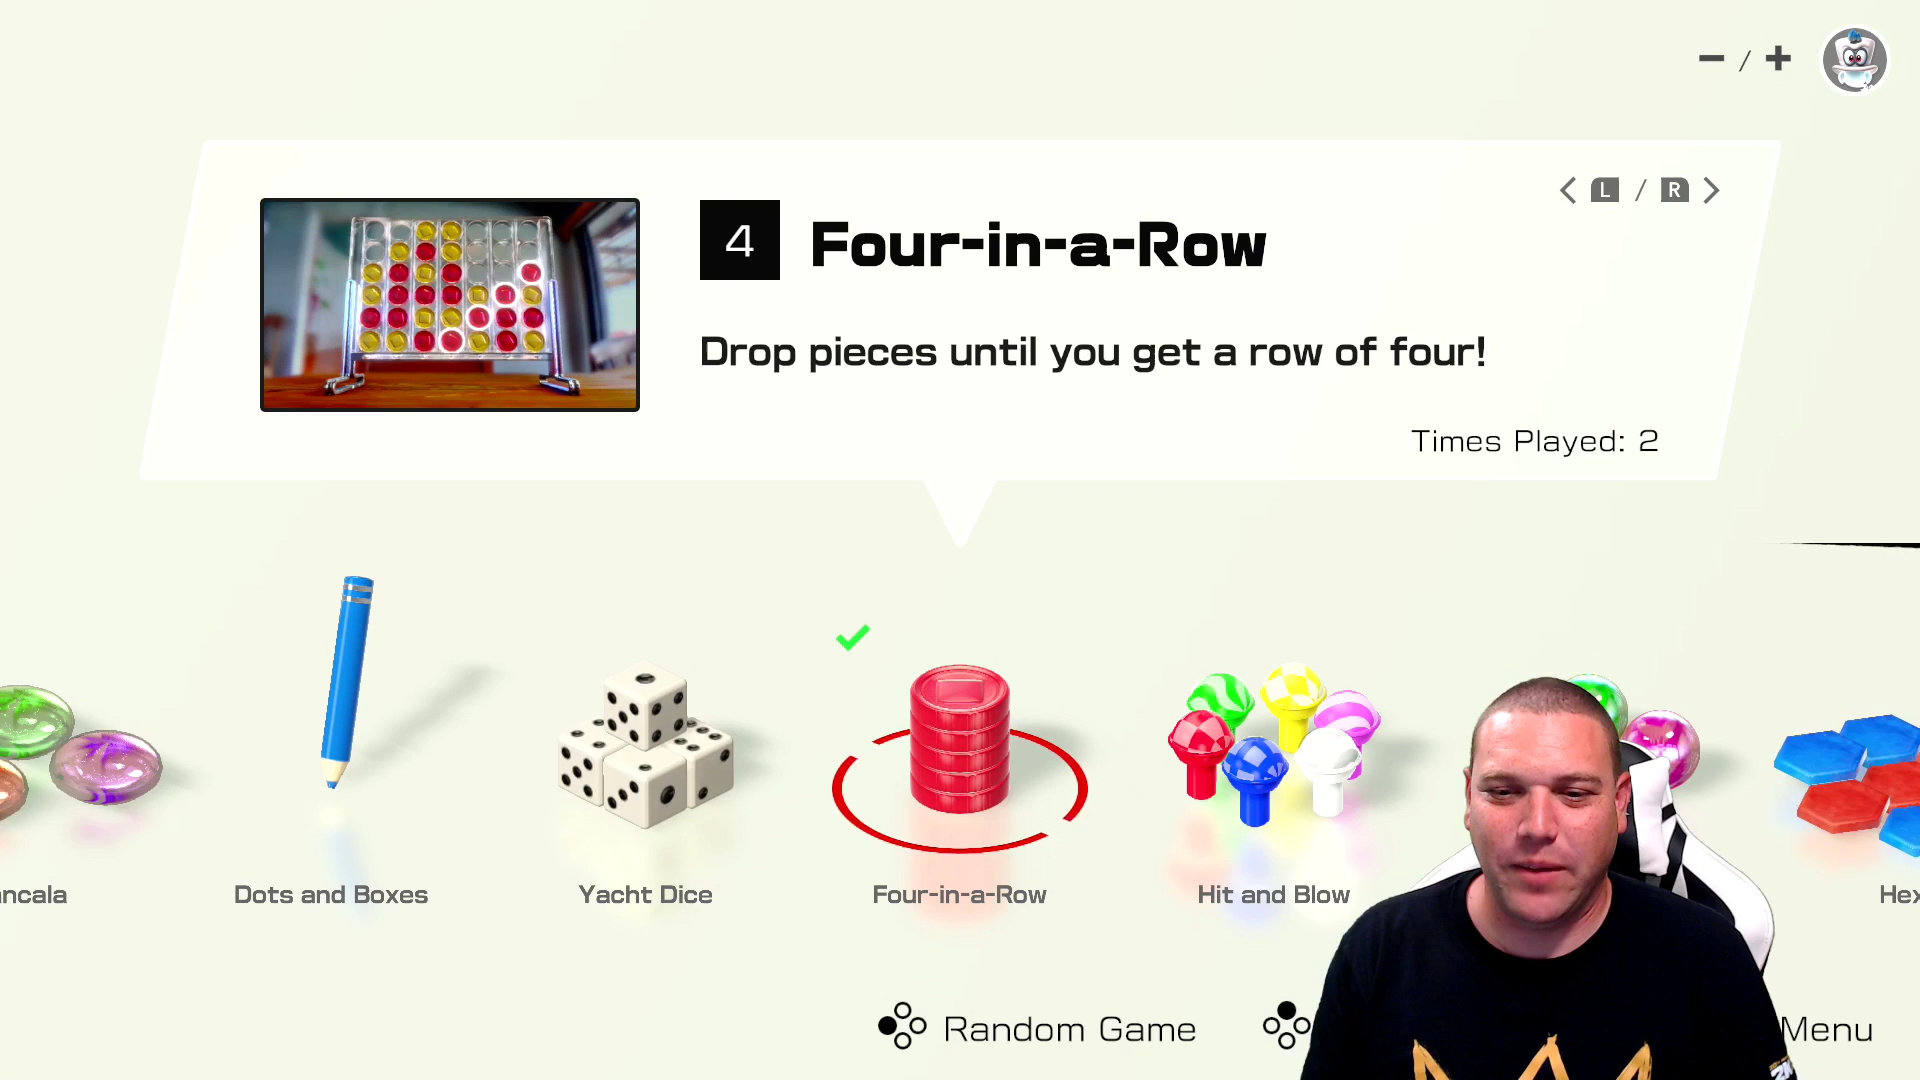 − / +
L / R
4 Four-in-a-Row
Drop pieces until you get a row of four!
Times Played: 2
ncala
Dots and Boxes
Yacht Dice
Four-in-a-Row
Hit and Blow
Hex
Random Game
Menu